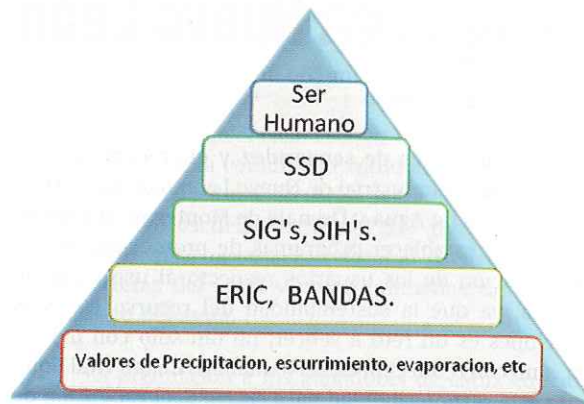 Ser
Humano
SSD
SIG's, SIH's.
ERIC, BANDAS.
Valores de Precipitacion, escurrimiento, evaporacion, etc